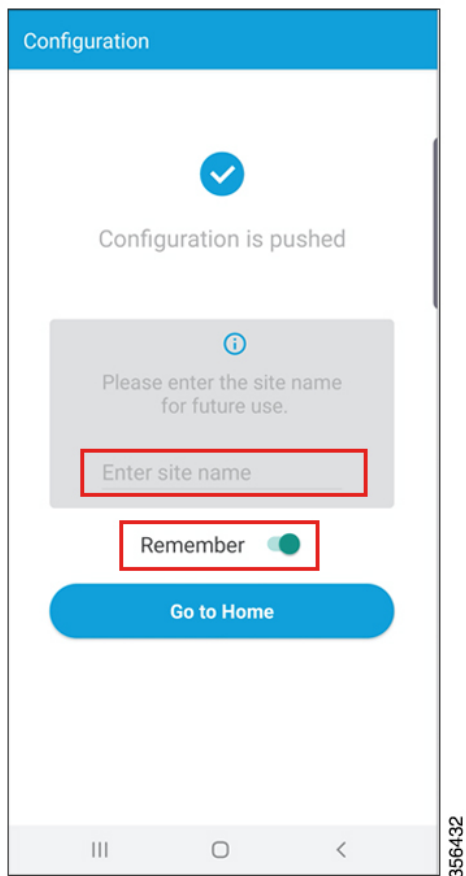 Configuration
Configuration is pushed
Please enter the site name
for future use.
Enter site name
Remember
Go to Home
356432